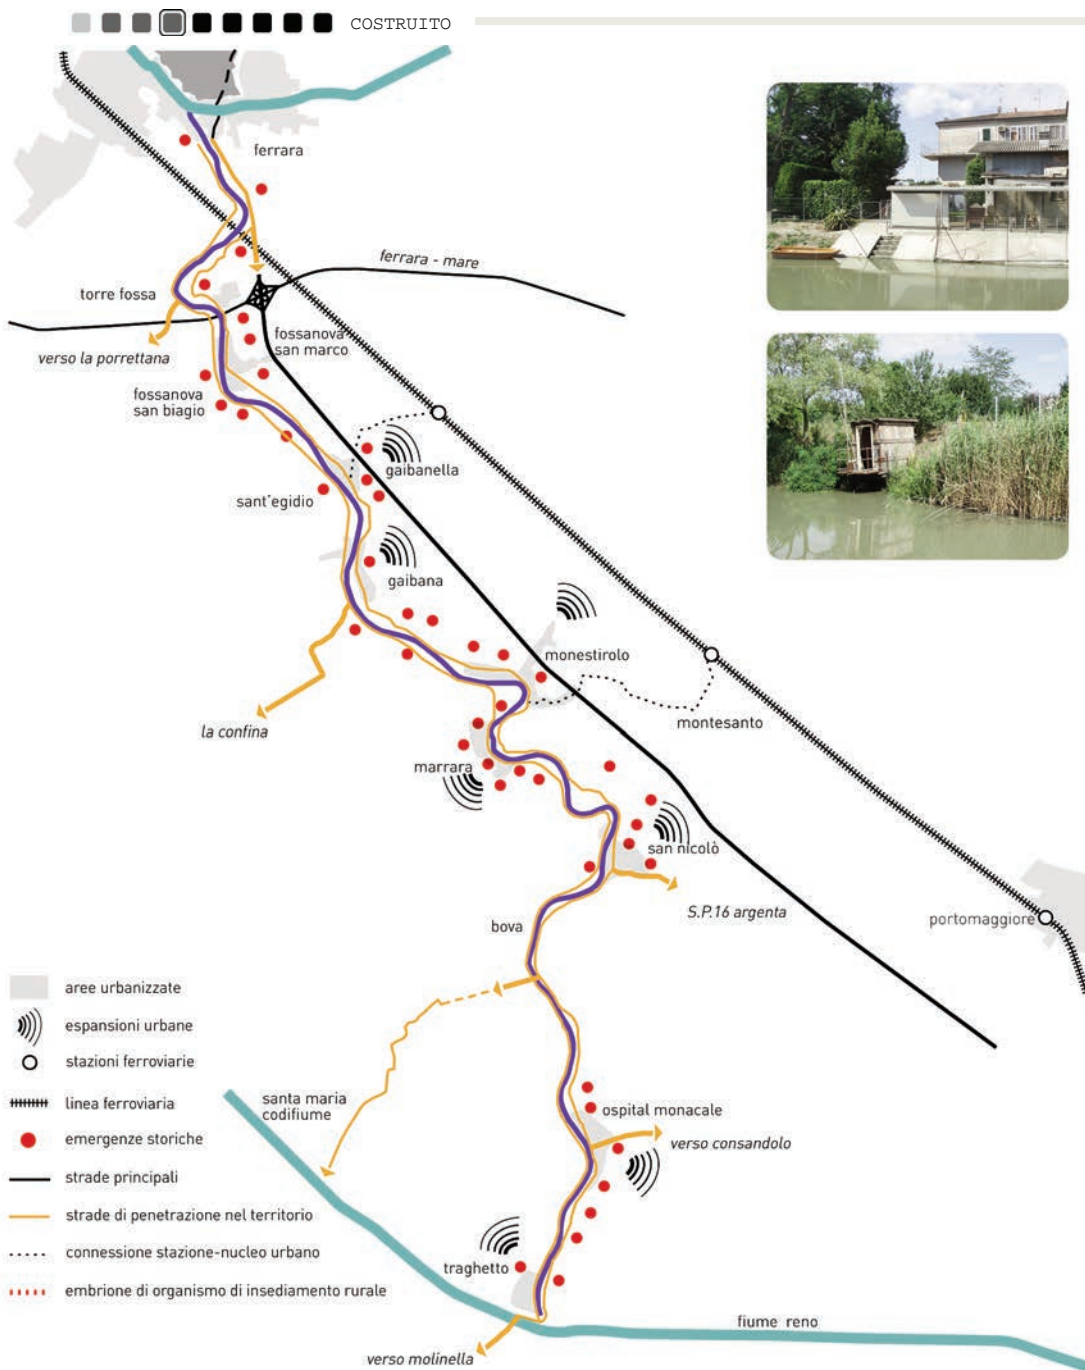 COSTRUITO
ferrara
ferrara - mare
torre fossa
verso la porrettana
fossanova
san marco
fossanova
san biagio
gaibanella
sant'egidio
gaibana
monestirolo
la confina
montesanto
marrara
san nicolò
S.P.16 argenta
bova
portomaggiore
aree urbanizzate
espansioni urbane
stazioni ferroviarie
linea ferroviaria
emergenze storiche
strade principali
strade di penetrazione nel territorio
connessione stazione-nucleo urbano
embrione di organismo di insediamento rurale
santa maria
codifiume
ospital monacale
verso consandolo
traghetto
fiume reno
verso molinella